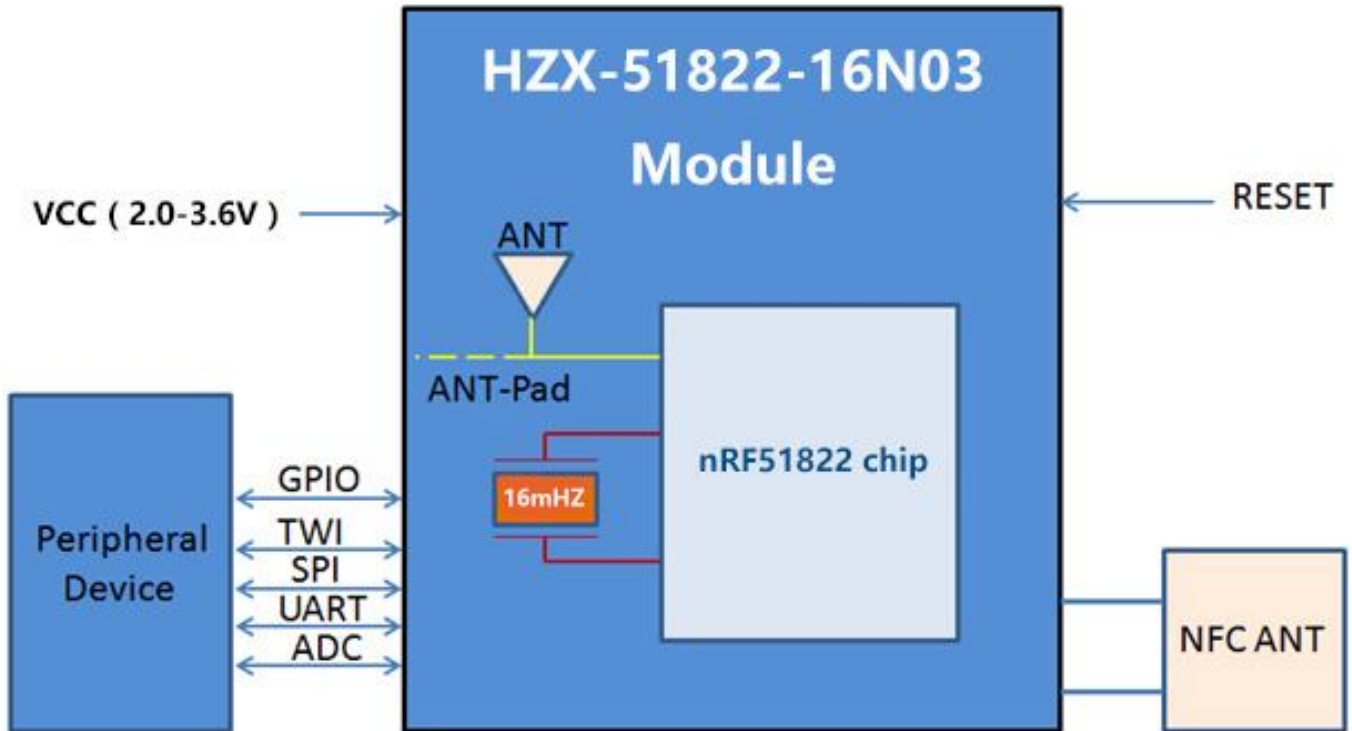 HZX-51822-16N03
Module
VCC ( 2.0-3.6V )
RESET
ANT
ANT-Pad
nRF51822 chip
16mHZ
GPIO
TWI
SPI
UART
ADC
Peripheral
Device
NFC ANT